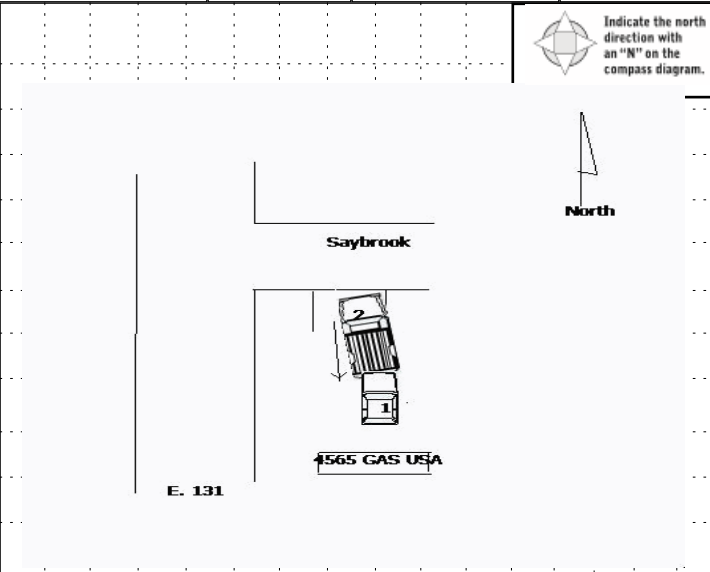 Indicate the north
direction with
an “N” on the
compass diagram.
North
Saybrook
2
1
4565 GAS USA
E. 131